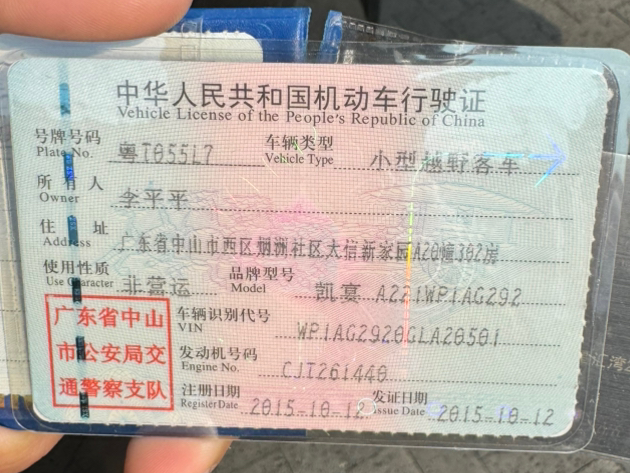 中华人民共和国机动车行驶证
Vehicle License of the People's Republic of China
号牌号码 粤T055L7 车辆类型 小型越野客车
Plate No. Vehicle Type
所有人 李平平
Owner
住址 广东省中山市西区烟洲社区大信新家园A20幢302房
Address
使用性质 非营运 品牌型号 凯宴 A221WP1AG292
Use Character Model
广东省中山
市公安局交
通警察支队
车辆识别代号 WP1AG2920GLA20501
VIN
发动机号码 CJT261440
Engine No.
注册日期 2015-10-12 发证日期 2015-10-12
Register Date Issue Date